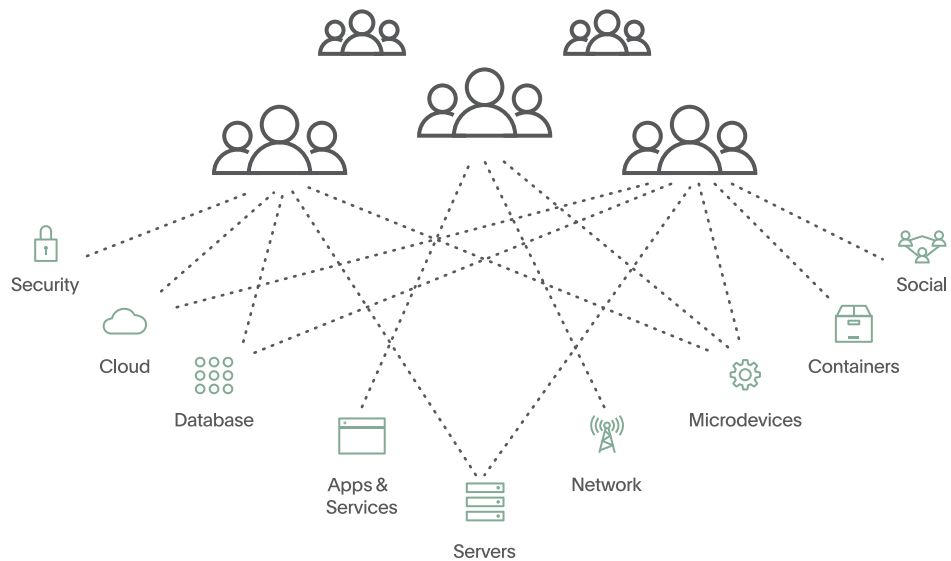 Security
Social
Cloud
Containers
Database
Microdevices
Apps &
Services
Network
Servers